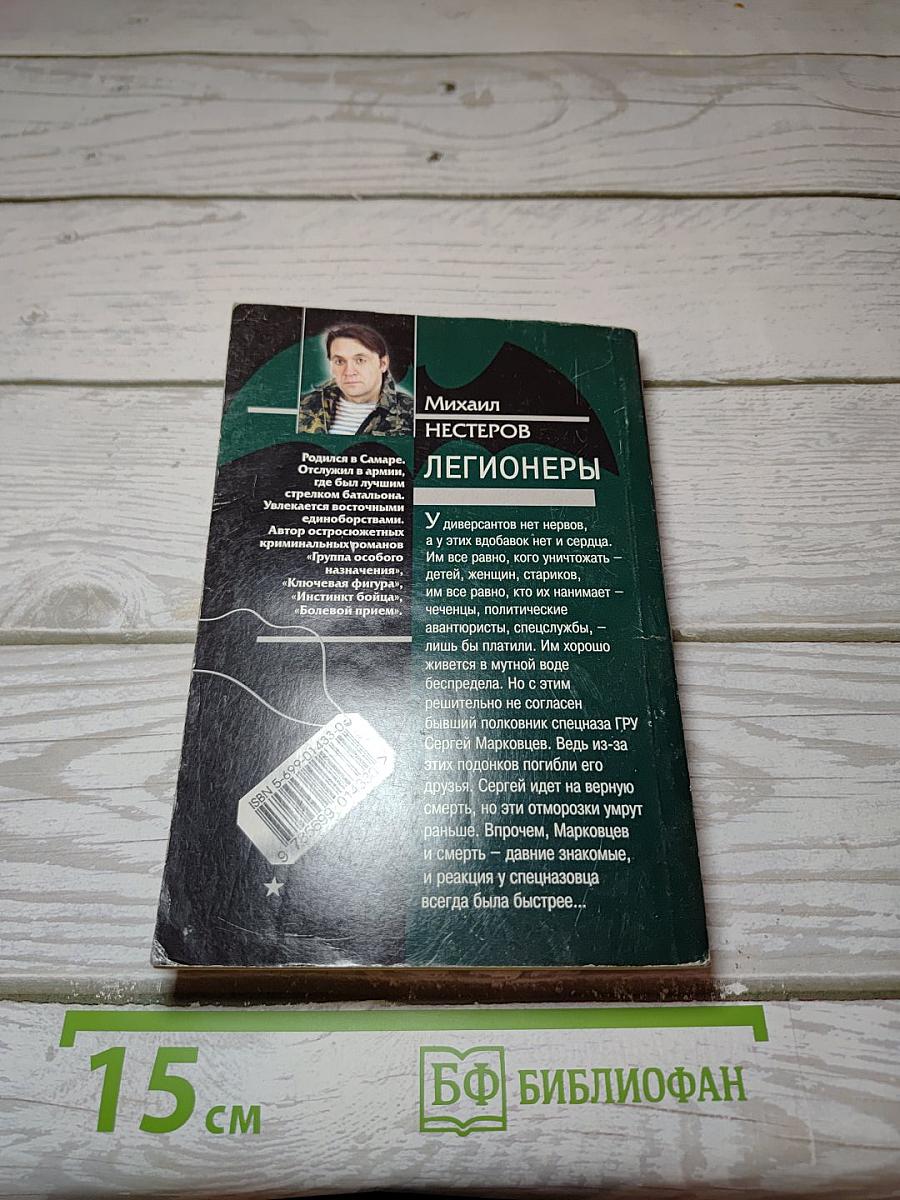 Михаил
НЕСТЕРОВ
ЛЕГИОНЕРЫ
Родился в Самаре.
Отслужил в армии,
где был лучшим
стрелком батальона.
Увлекается восточными
единоборствами.
Автор остросюжетных
криминальных романов
«Группа особого
назначения»,
«Ключевая фигура»,
«Инстинкт бойца»,
«Болевой прием».
У диверсантов нет нервов,
а у этих вдобавок нет и сердца.
Им все равно, кого уничтожать –
детей, женщин, стариков,
им все равно, кто их нанимает –
чеченцы, политические
авантюристы, спецслужбы, –
лишь бы платили. Им хорошо
живется в мутной воде
беспредела. Но с этим
решительно не согласен
бывший полковник спецназа ГРУ
Сергей Марковцев. Ведь из-за
этих подонков погибли его
друзья. Сергей идет на верную
смерть, но эти отморозки умрут
раньше. Впрочем, Марковцев
и смерть – давние знакомые,
и реакция у спецназовца
всегда была быстрее...
ISBN 5-699-01433-0
15 см
БФ БИБЛИОФАН